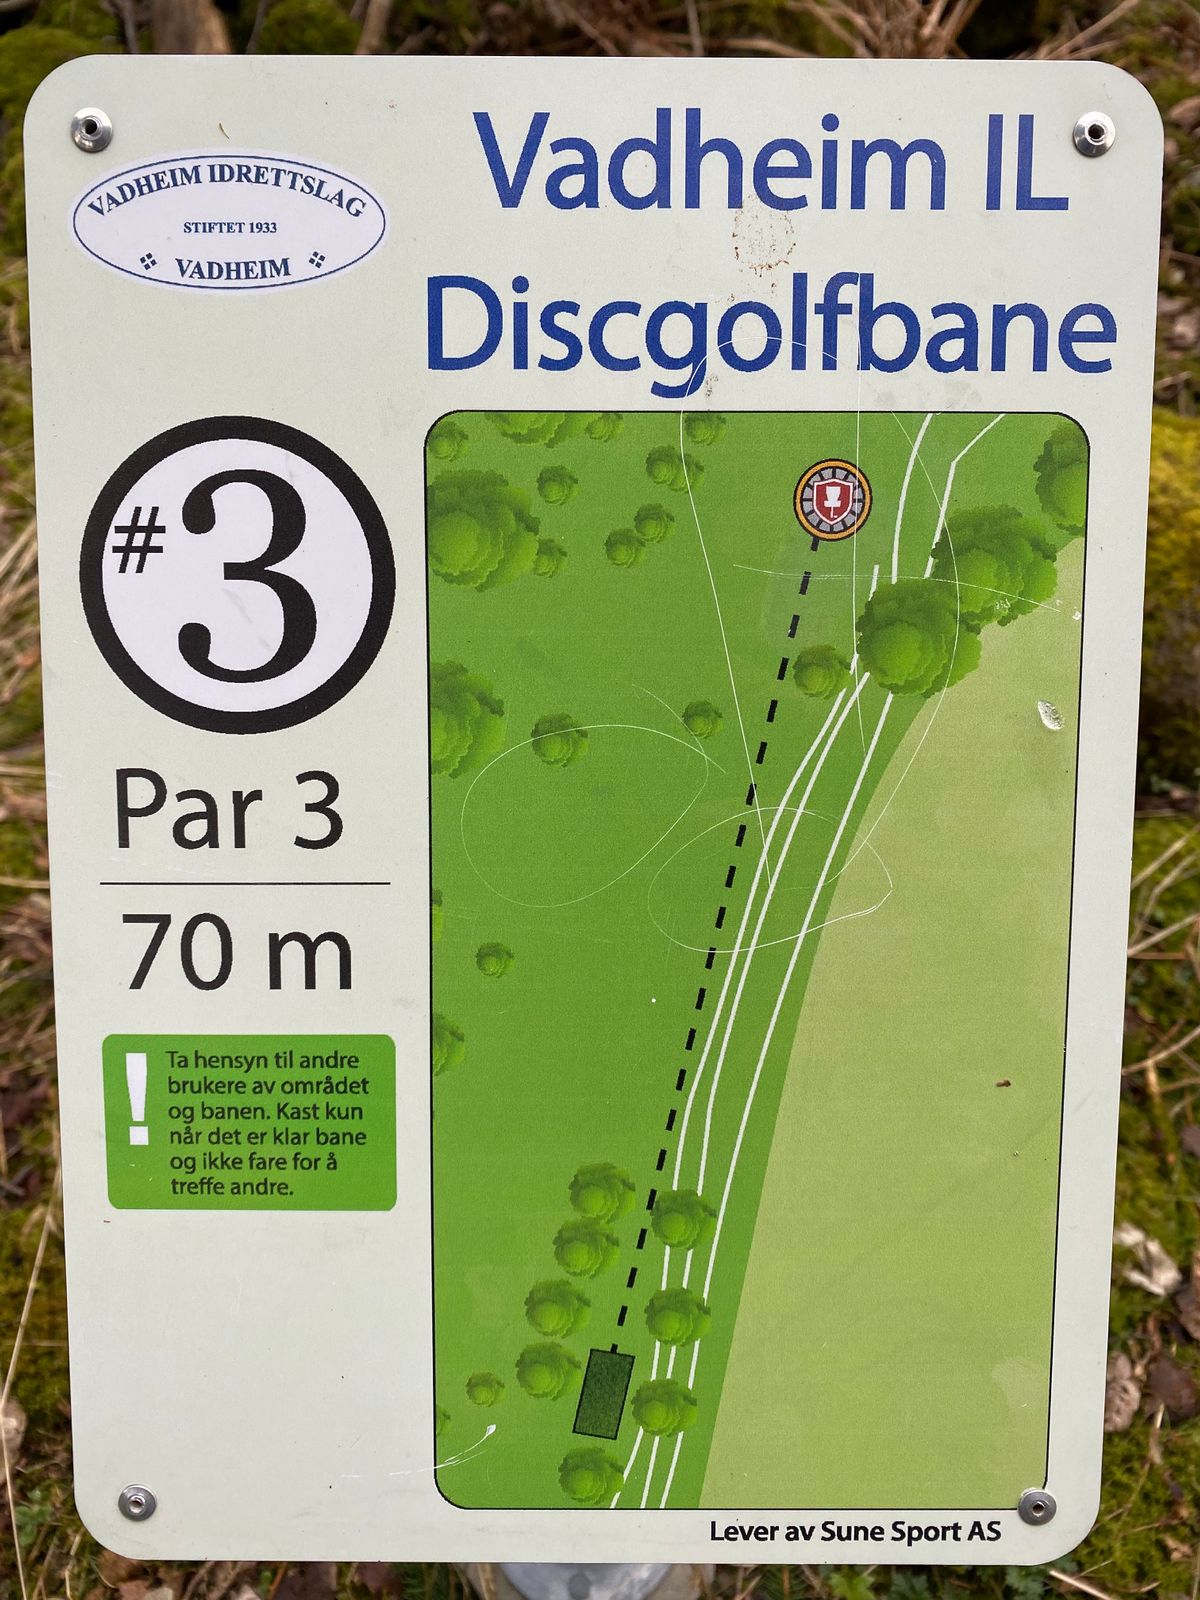 VADHEIM IDRETTSLAG
STIFTET 1933
VADHEIM
Vadheim IL
Discgolfbane
#3
Par 3
70 m
! Ta hensyn til andre
brukere av området
og banen. Kast kun
når det er klar bane
og ikke fare for å
treffe andre.
Lever av Sune Sport AS